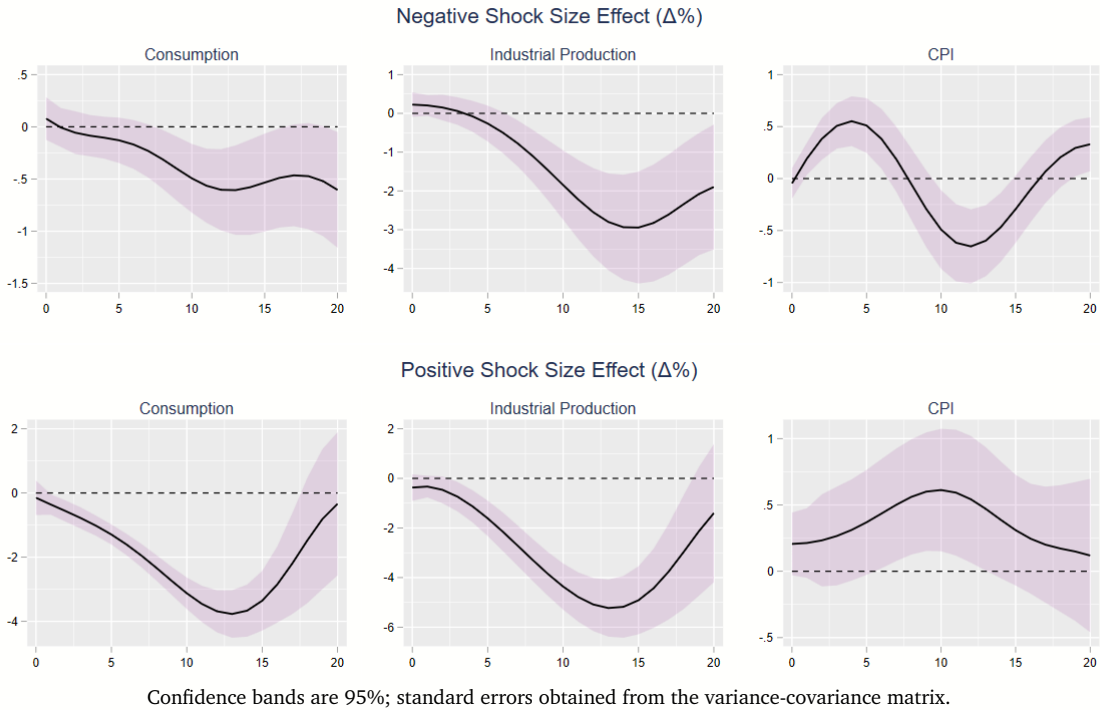 Negative Shock Size Effect (Δ%)
Consumption
Industrial Production
CPI
.5
0
-.5
-1
-1.5
0 5 10 15 20
1
0
-1
-2
-3
-4
0 5 10 15 20
1
.5
0
-.5
-1
0 5 10 15 20
Positive Shock Size Effect (Δ%)
Consumption
Industrial Production
CPI
2
0
-2
-4
0 5 10 15 20
2
0
-2
-4
-6
0 5 10 15 20
1
.5
0
-.5
0 5 10 15 20
Confidence bands are 95%; standard errors obtained from the variance-covariance matrix.